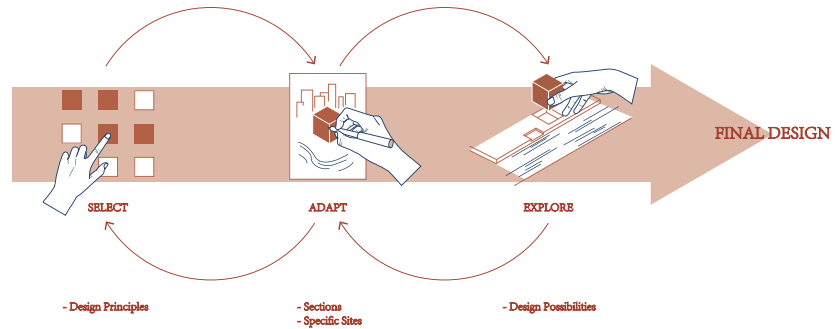 FINAL DESIGN
SELECT
ADAPT
EXPLORE
- Design Principles
- Sections
- Specific Sites
- Design Possibilities